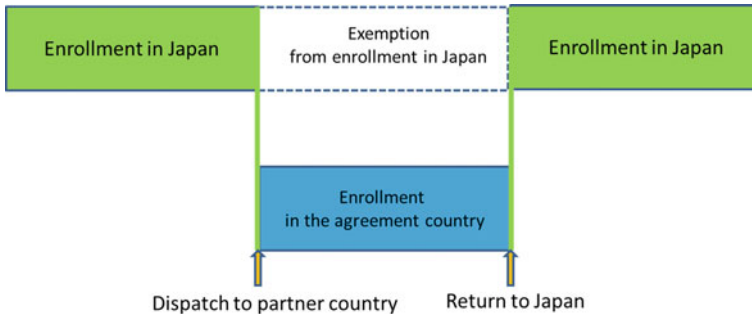 Enrollment in Japan
Exemption
from enrollment in Japan
Enrollment in Japan
Enrollment
in the agreement country
Dispatch to partner country
Return to Japan